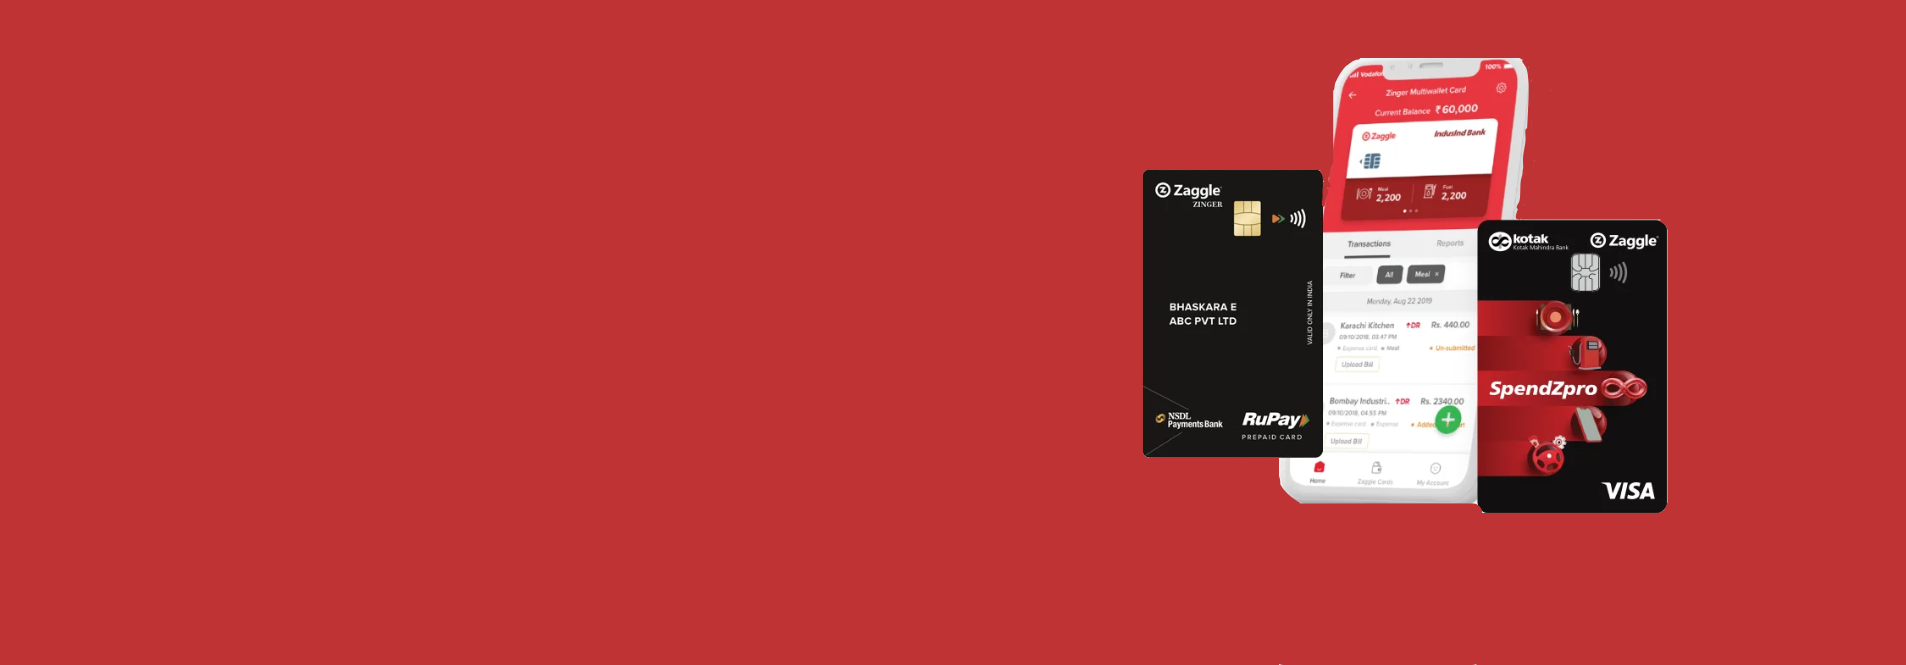 Zaggle
ZINGER
BHASKARA E
ABC PVT LTD
VALID ONLY IN INDIA
NSDL
Payments Bank
RuPay
PREPAID CARD
Vodafon
100%
Zinger Multiwallet Card
Current Balance ₹ 60,000
Zaggle
IndusInd Bank
Meal
2,200
Fuel
2,200
Transactions
Reports
Filter
All
Meal ×
Monday, Aug 22 2019
Karachi Kitchen
DR
Rs. 440.00
09/10/2018, 03.47 PM
Expense card
Meal
Un-submitted
Upload Bill
Bombay Industri..
DR
Rs. 2340.00
09/10/2018, 04:55 PM
Expense card
Expense
Upload Bill
Home
Zaggle Cards
My Account
kotak
Kotak Mahindra Bank
Zaggle
SpendZpro
VISA